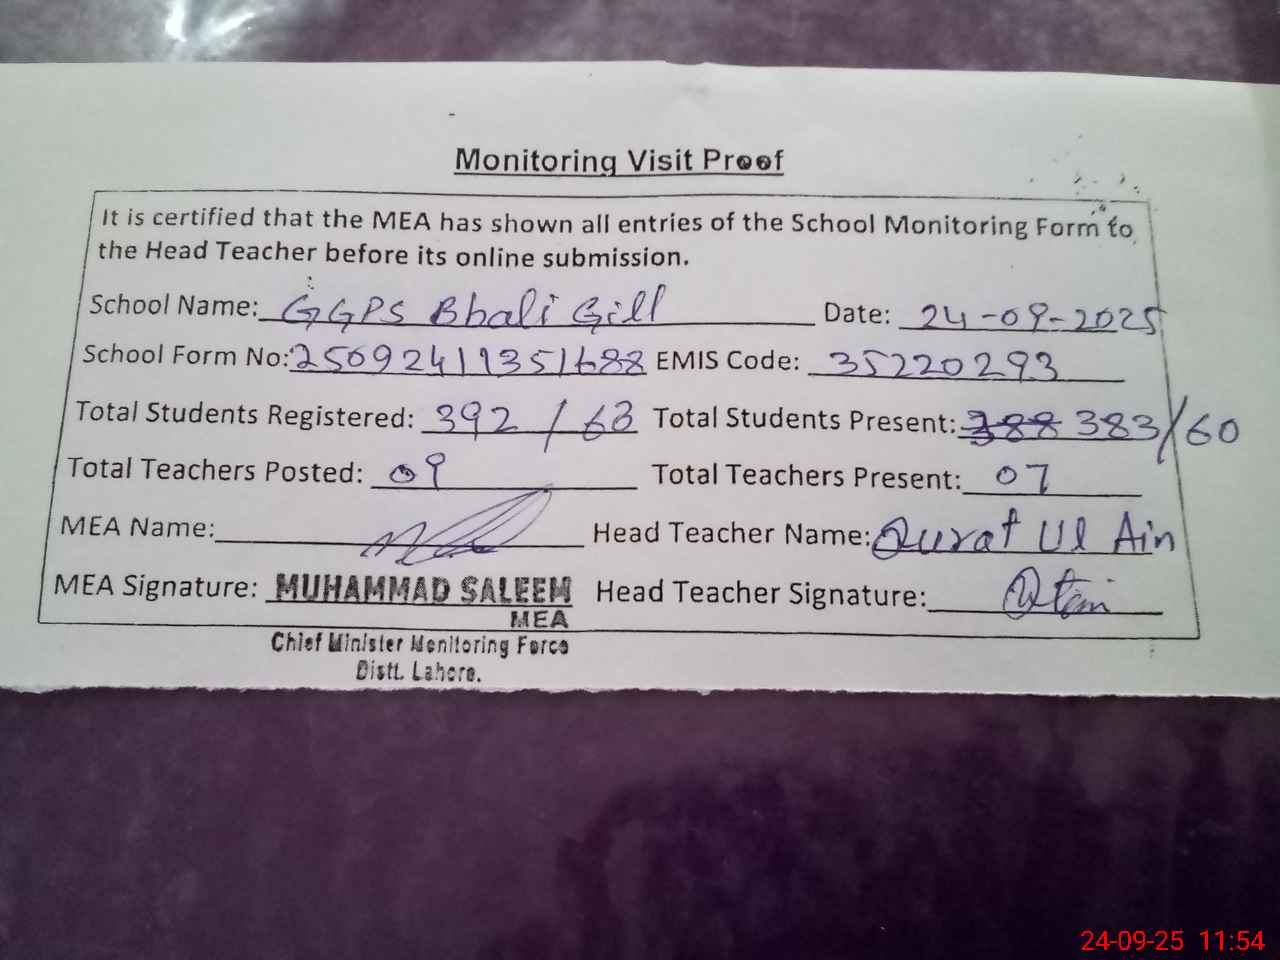 Monitoring Visit Proof
It is certified that the MEA has shown all entries of the School Monitoring Form to
the Head Teacher before its online submission.
School Name: GGPS Bhali Gill Date: 24-09-2025
School Form No: 25092411351688 EMIS Code: 35220293
Total Students Registered: 392 / 63 Total Students Present: 388 383/60
Total Teachers Posted: 09 Total Teachers Present: 07
MEA Name: Head Teacher Name: Qurat Ul Ain
MEA Signature: MUHAMMAD SALEEM Head Teacher Signature:
MEA
Chief Minister Monitoring Force
Distt. Lahore.
24-09-25 11:54